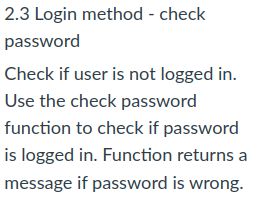 2.3 Login method - check
password
Check if user is not logged in.
Use the check password
function to check if password
is logged in. Function returns a
message if password is wrong.